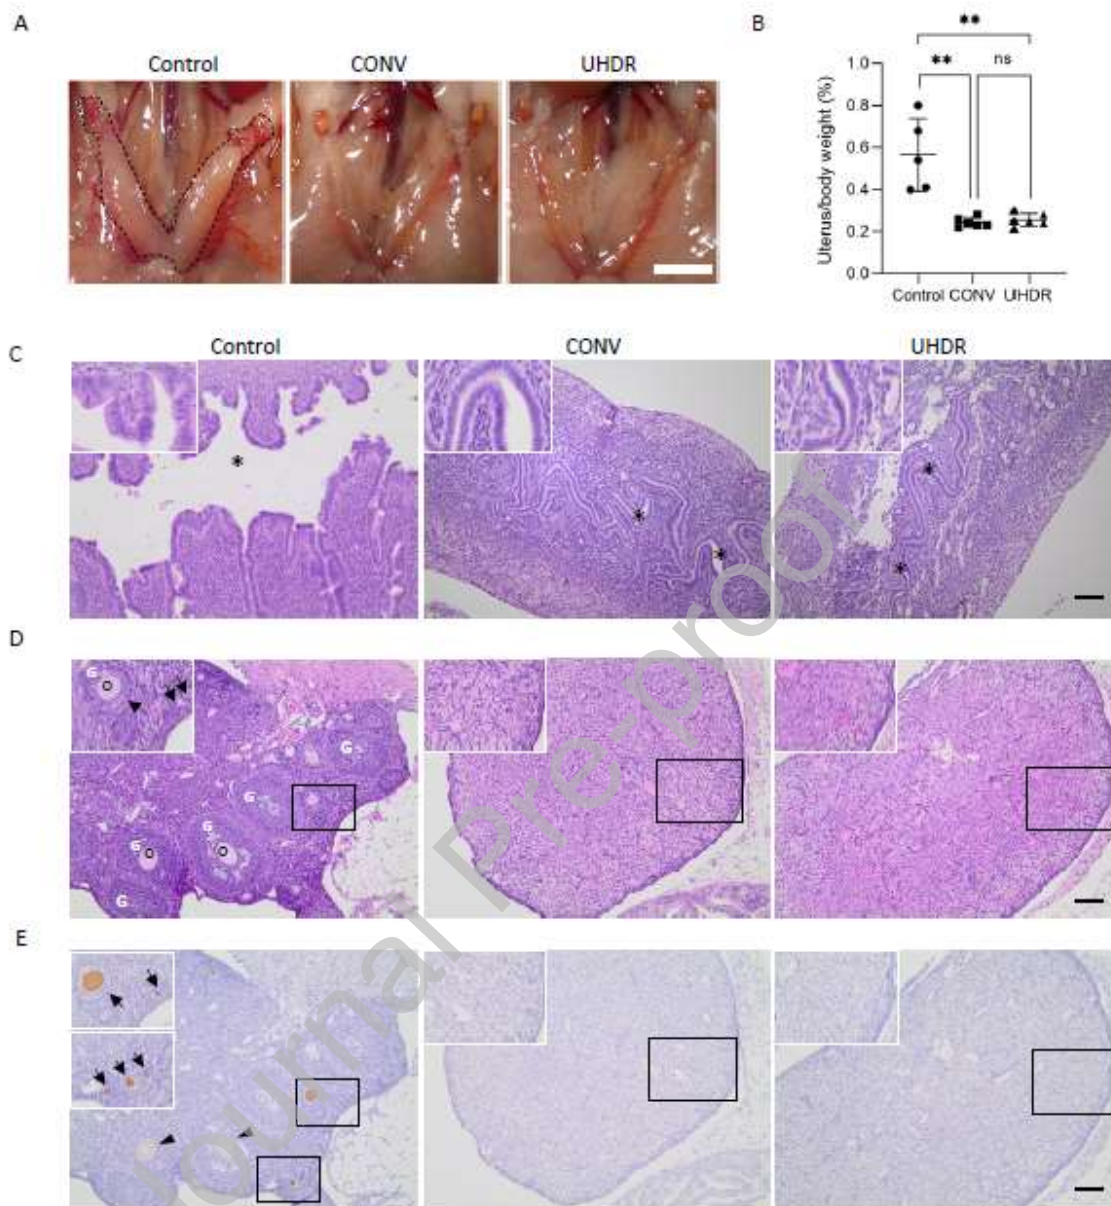 A
Control
CONV
UHDR
B
**
**
ns
Uterus/body weight (%)
1.0
0.8
0.6
0.4
0.2
0.0
Control
CONV
UHDR
C
Control
CONV
UHDR
*
*
*
*
*
D
G
O
G
G
G
O
O
G
E
Journal Pre-proof